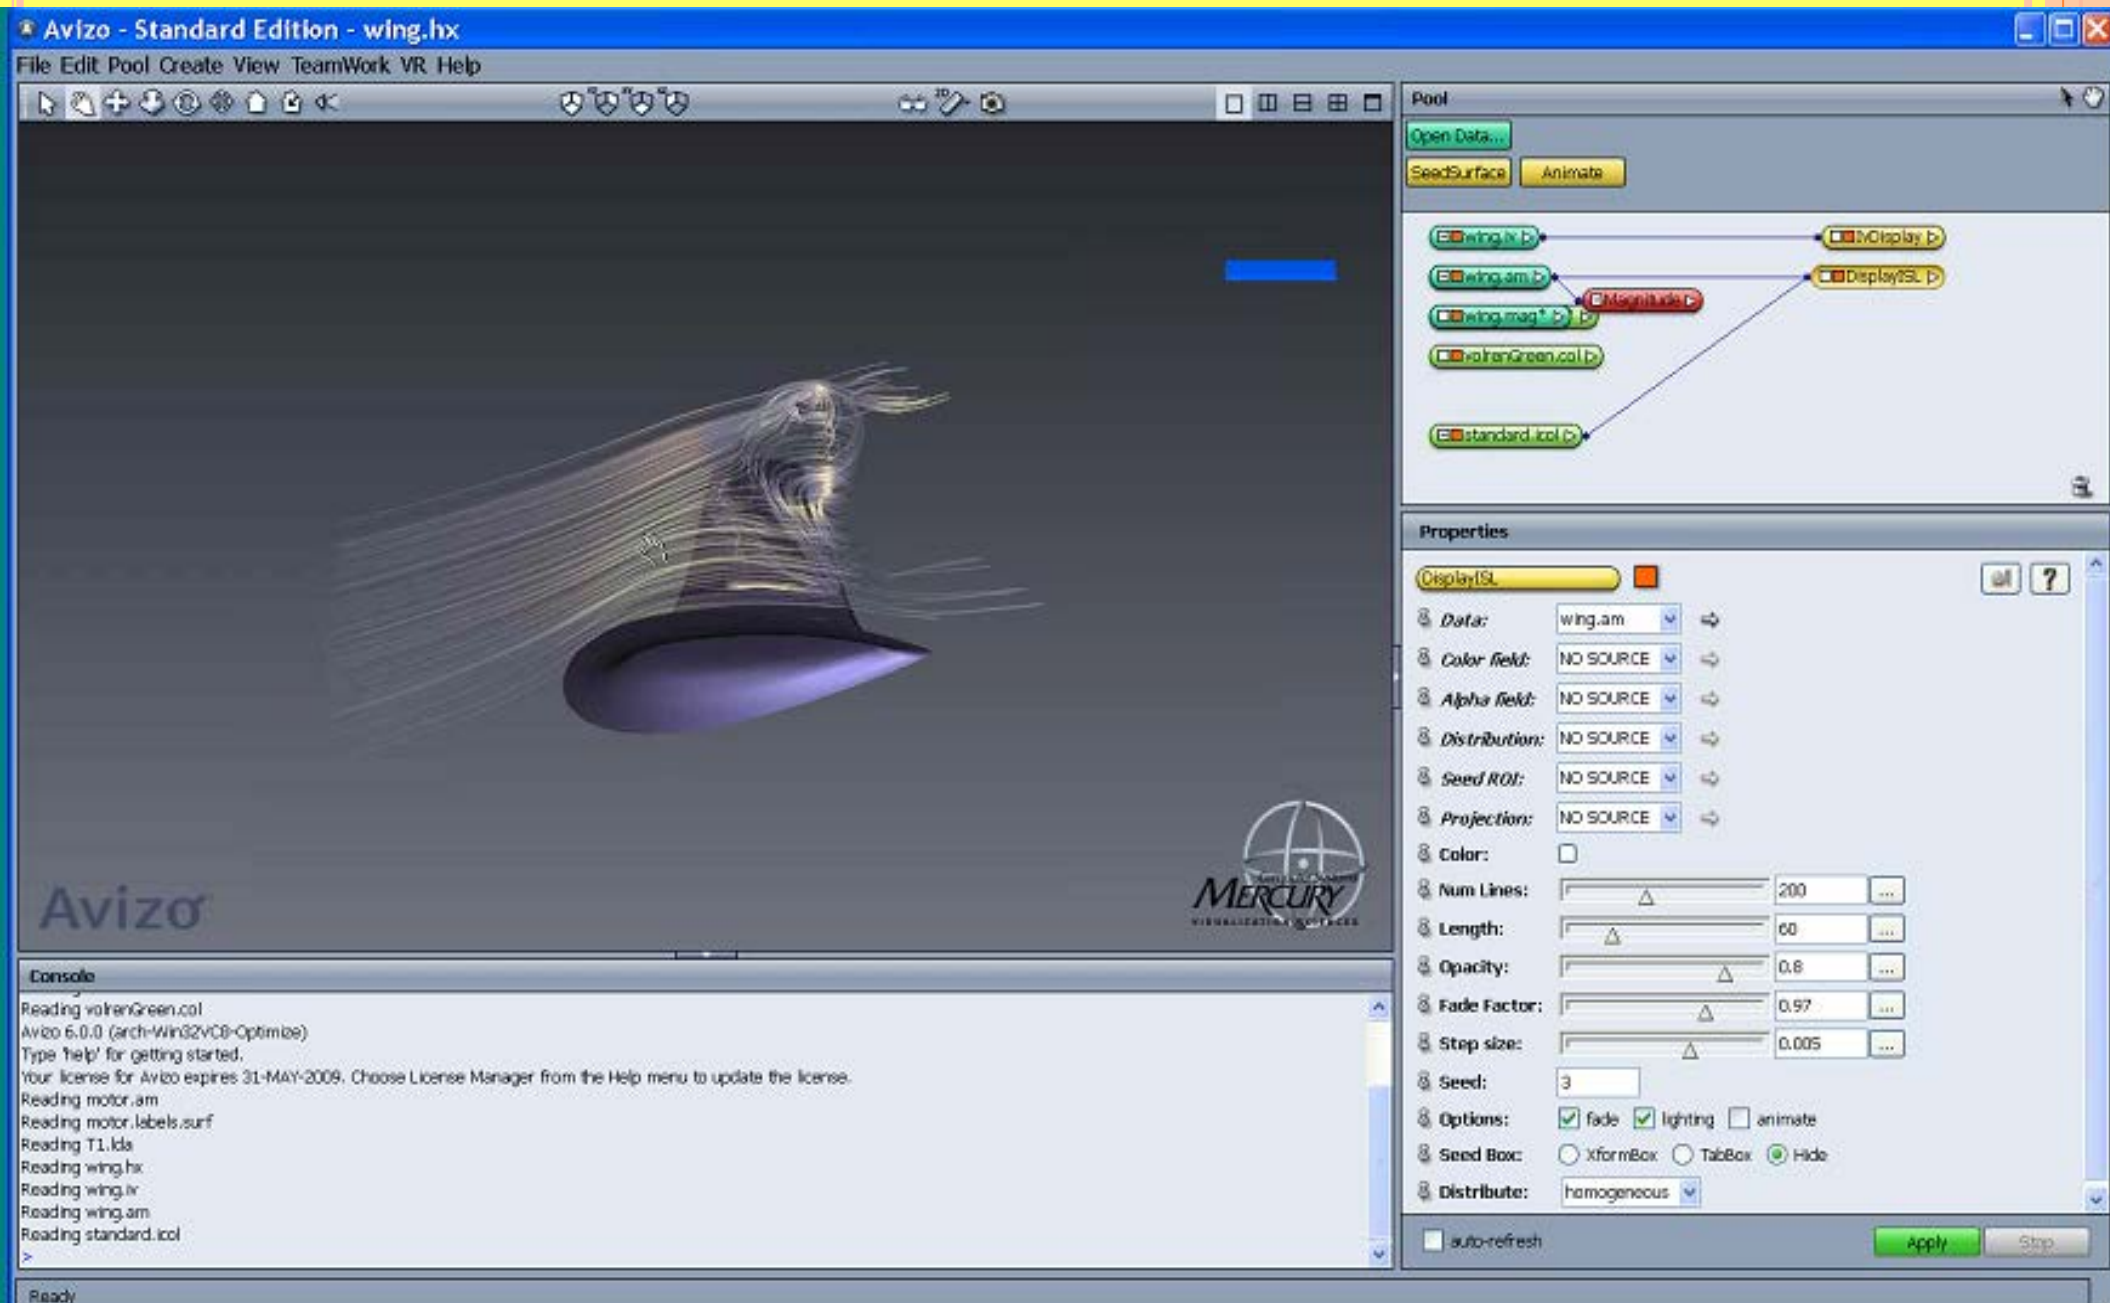 Avizo - Standard Edition - wing.hx
File Edit Pool Create View TeamWork VR Help
Pool
Open Data...
SeedSurface Animate
wing.iv IvDisplay
wing.am DisplayISL
Magnitude
wing.mag*
volrenGreen.col
standard.icol
Avizo
MERCURY
VISUALIZATION SCIENCES
Properties
DisplayISL ?
Data: wing.am
Color field: NO SOURCE
Alpha field: NO SOURCE
Distribution: NO SOURCE
Seed ROI: NO SOURCE
Projection: NO SOURCE
Color:
Num Lines: 200 ...
Length: 60 ...
Opacity: 0.8 ...
Fade Factor: 0.97 ...
Step size: 0.005 ...
Seed: 3
Options: fade lighting animate
Seed Box: XformBox TabBox Hide
Distribute: homogeneous
auto-refresh Apply Stop
Console
Reading volrenGreen.col
Avizo 6.0.0 (arch-Win32VC8-Optimize)
Type 'help' for getting started.
Your license for Avizo expires 31-MAY-2009. Choose License Manager from the Help menu to update the license.
Reading motor.am
Reading motor.labels.surf
Reading T1.lda
Reading wing.hx
Reading wing.iv
Reading wing.am
Reading standard.icol
>
Ready